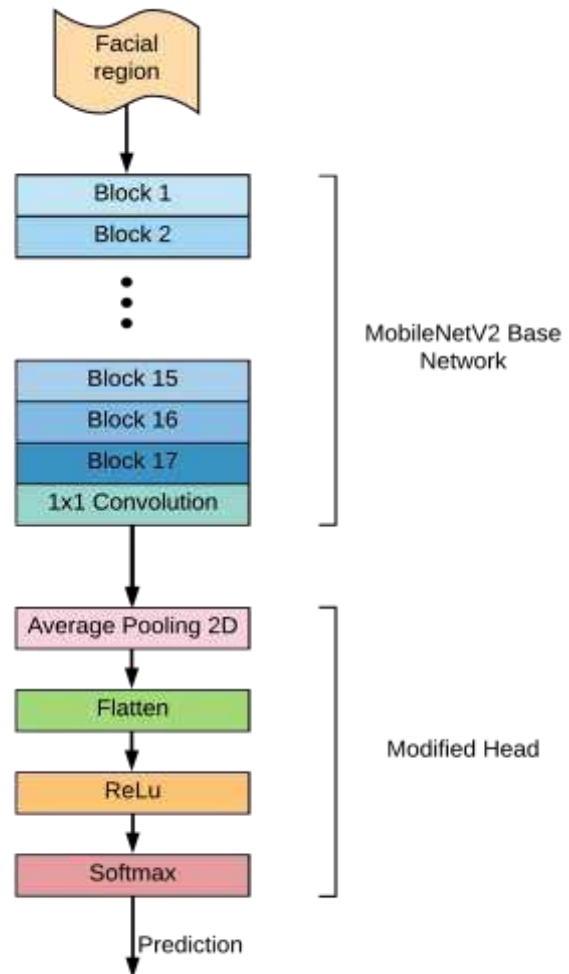 Facial
region
Block 1
Block 2
Block 15
Block 16
Block 17
1x1 Convolution
MobileNetV2 Base
Network
Average Pooling 2D
Flatten
ReLu
Softmax
Modified Head
Prediction